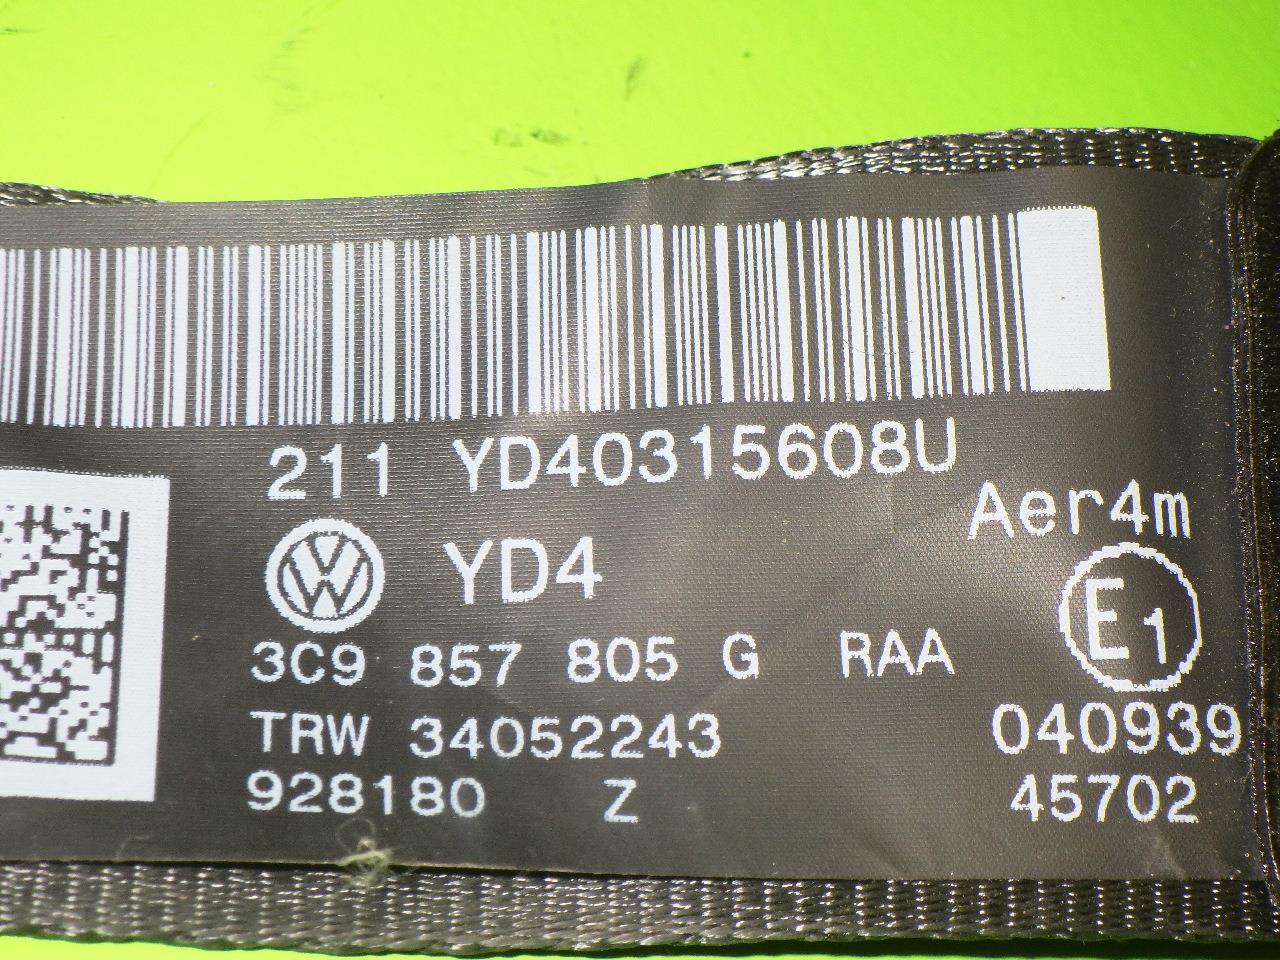 211 YD40315608U
Aer4m
YD4
E1
3C9 857 805 G RAA
TRW 34052243
040939
928180 Z
45702